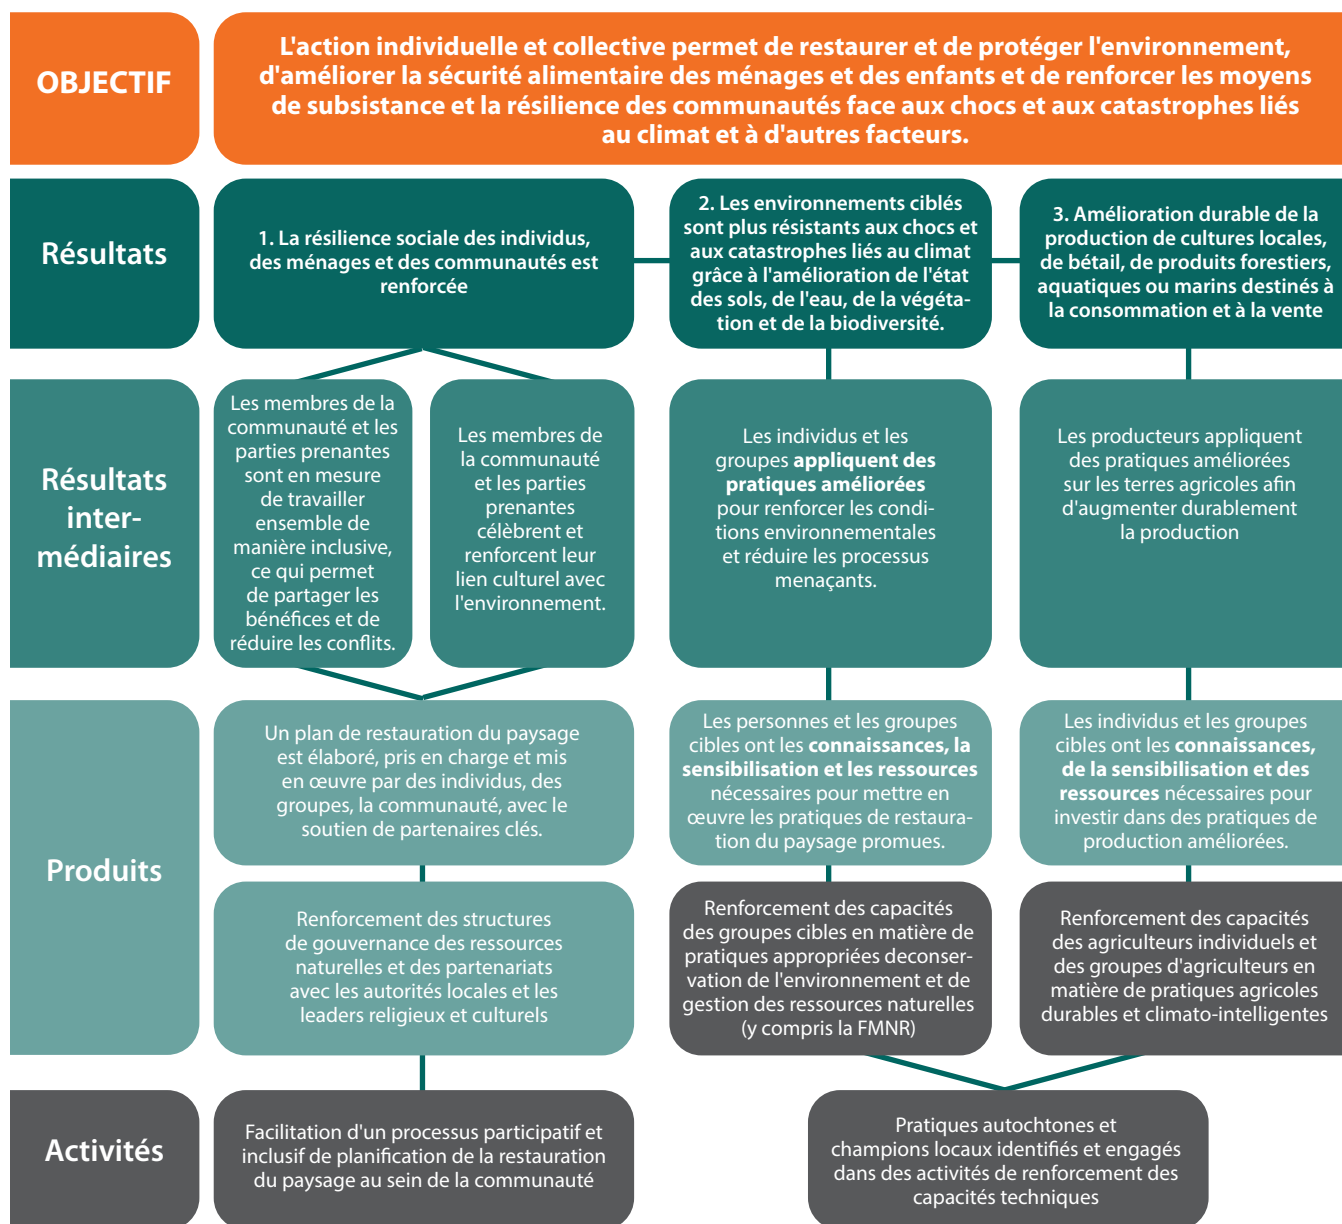 OBJECTIF
L'action individuelle et collective permet de restaurer et de protéger l'environnement,
d'améliorer la sécurité alimentaire des ménages et des enfants et de renforcer les moyens
de subsistance et la résilience des communautés face aux chocs et aux catastrophes liés
au climat et à d'autres facteurs.
Résultats
1. La résilience sociale des individus,
des ménages et des communautés est
renforcée
2. Les environnements ciblés
sont plus résistants aux chocs et
aux catastrophes liés au climat
grâce à l'amélioration de l'état
des sols, de l'eau, de la végéta-
tion et de la biodiversité.
3. Amélioration durable de la
production de cultures locales,
de bétail, de produits forestiers,
aquatiques ou marins destinés à
la consommation et à la vente
Résultats
inter-
médiaires
Les membres de la
communauté et les
parties prenantes
sont en mesure
de travailler
ensemble de
manière inclusive,
ce qui permet
de partager les
bénéfices et de
réduire les conflits.
Les membres de
la communauté
et les parties
prenantes
célèbrent et
renforcent leur
lien culturel avec
l'environnement.
Les individus et les
groupes appliquent des
pratiques améliorées
pour renforcer les condi-
tions environnementales
et réduire les processus
menaçants.
Les producteurs appliquent
des pratiques améliorées
sur les terres agricoles afin
d'augmenter durablement
la production
Produits
Un plan de restauration du paysage
est élaboré, pris en charge et mis
en œuvre par des individus, des
groupes, la communauté, avec le
soutien de partenaires clés.
Les personnes et les groupes
cibles ont les connaissances, la
sensibilisation et les ressources
nécessaires pour mettre en
œuvre les pratiques de restaura-
tion du paysage promues.
Les individus et les groupes
cibles ont les connaissances,
de la sensibilisation et des
ressources nécessaires pour
investir dans des pratiques de
production améliorées.
Renforcement des structures
de gouvernance des ressources
naturelles et des partenariats
avec les autorités locales et les
leaders religieux et culturels
Renforcement des capacités
des groupes cibles en matière de
pratiques appropriées deconser-
vation de l'environnement et de
gestion des ressources naturelles
(y compris la FMNR)
Renforcement des capacités
des agriculteurs individuels et
des groupes d'agriculteurs en
matière de pratiques agricoles
durables et climato-intelligentes
Activités
Facilitation d'un processus participatif et
inclusif de planification de la restauration
du paysage au sein de la communauté
Pratiques autochtones et
champions locaux identifiés et engagés
dans des activités de renforcement des
capacités techniques